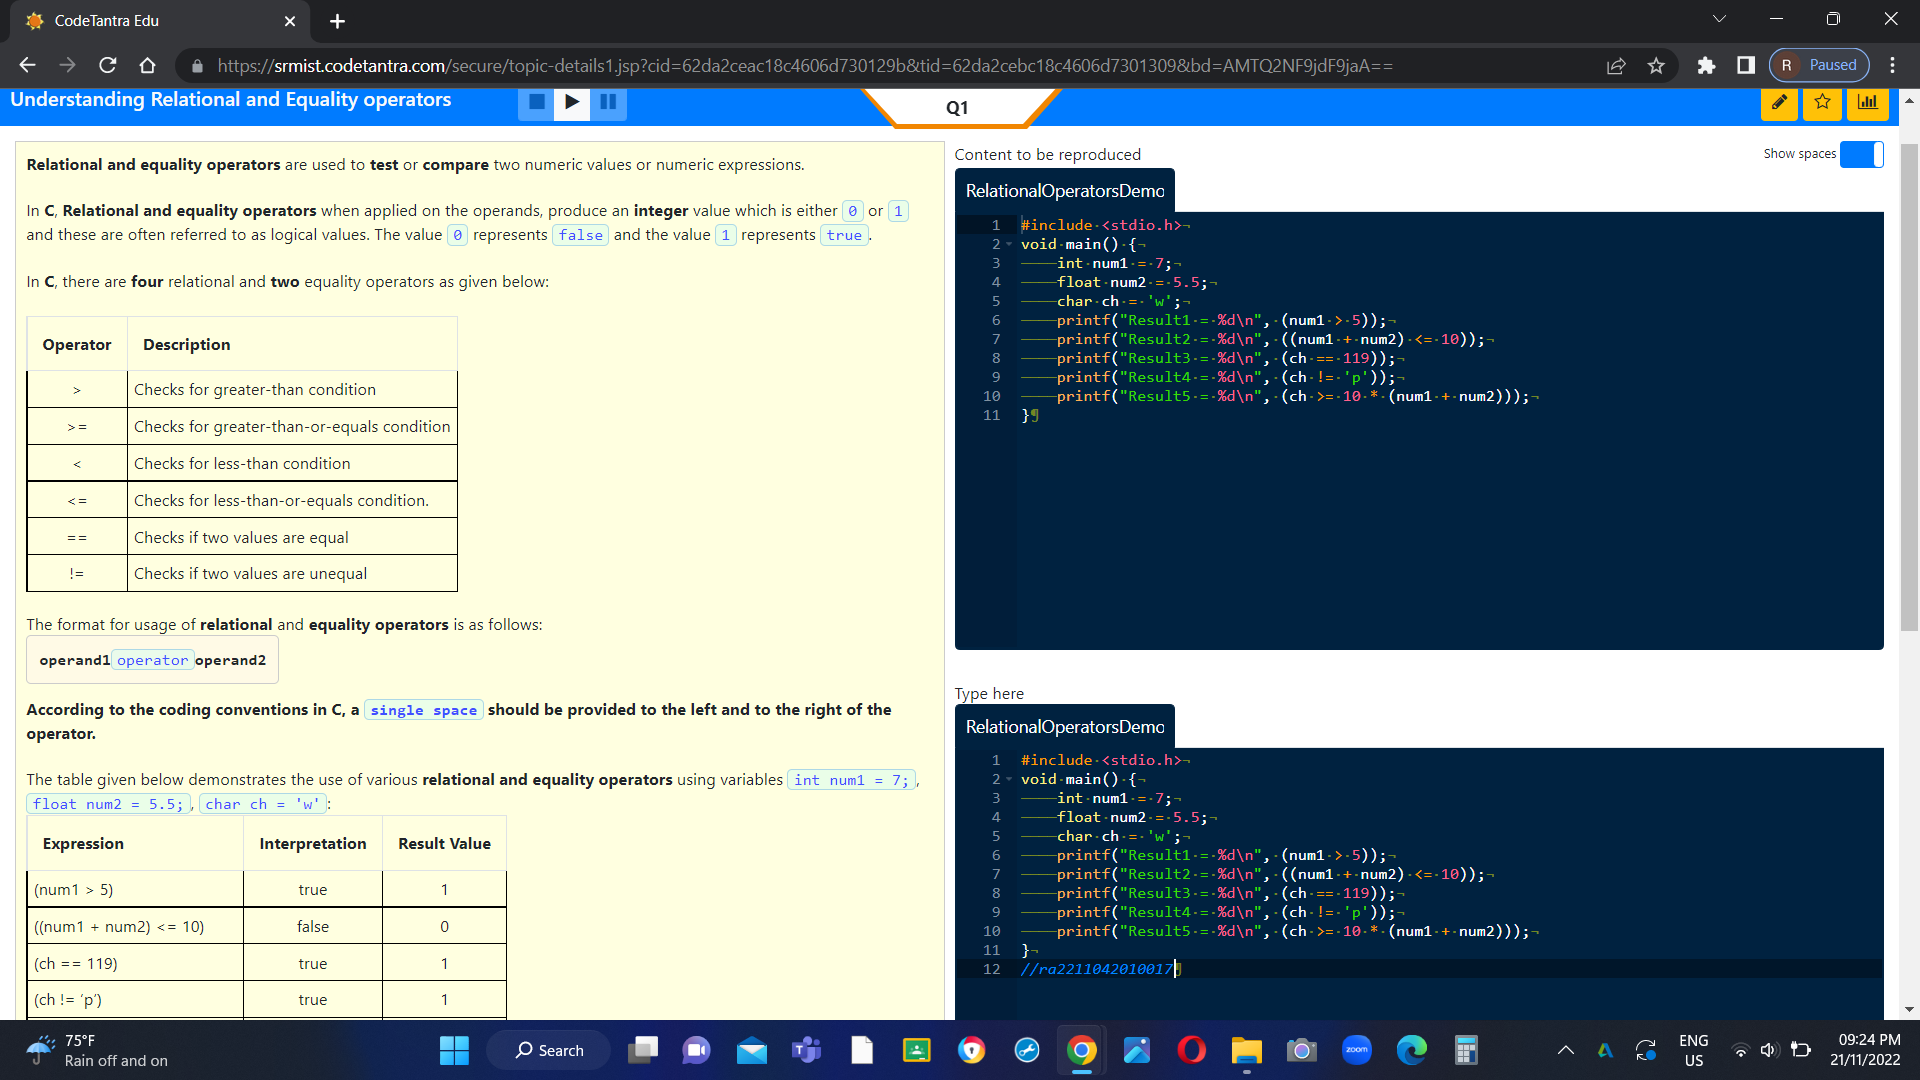 CodeTantra Edu
https://srmist.codetantra.com/secure/topic-details1.jsp?cid=62da2ceac18c4606d730129b&tid=62da2cebc18c4606d7301309&bd=AMTQ2NF9jdF9jaA==
R Paused
Understanding Relational and Equality operators
Q1
Relational and equality operators are used to test or compare two numeric values or numeric expressions.
In C, Relational and equality operators when applied on the operands, produce an integer value which is either 0 or 1
and these are often referred to as logical values. The value 0 represents false and the value 1 represents true.
In C, there are four relational and two equality operators as given below:
Operator Description
> Checks for greater-than condition
>= Checks for greater-than-or-equals condition
< Checks for less-than condition
<= Checks for less-than-or-equals condition.
== Checks if two values are equal
!= Checks if two values are unequal
The format for usage of relational and equality operators is as follows:
operand1 operator operand2
According to the coding conventions in C, a single space should be provided to the left and to the right of the
operator.
The table given below demonstrates the use of various relational and equality operators using variables int num1 = 7;,
float num2 = 5.5;, char ch = 'w':
Expression Interpretation Result Value
(num1 > 5) true 1
((num1 + num2) <= 10) false 0
(ch == 119) true 1
(ch != ‘p’) true 1
Content to be reproduced
Show spaces
RelationalOperatorsDemo
1 #include <stdio.h>
2 void main() {
3 int num1 = 7;
4 float num2 = 5.5;
5 char ch = 'w';
6 printf("Result1 = %d\n", (num1 > 5));
7 printf("Result2 = %d\n", ((num1 + num2) <= 10));
8 printf("Result3 = %d\n", (ch == 119));
9 printf("Result4 = %d\n", (ch != 'p'));
10 printf("Result5 = %d\n", (ch >= 10 * (num1 + num2)));
11 }
Type here
RelationalOperatorsDemo
1 #include <stdio.h>
2 void main() {
3 int num1 = 7;
4 float num2 = 5.5;
5 char ch = 'w';
6 printf("Result1 = %d\n", (num1 > 5));
7 printf("Result2 = %d\n", ((num1 + num2) <= 10));
8 printf("Result3 = %d\n", (ch == 119));
9 printf("Result4 = %d\n", (ch != 'p'));
10 printf("Result5 = %d\n", (ch >= 10 * (num1 + num2)));
11 }
12 //ra2211042010017
75°F
Rain off and on
Search
zoom
ENG
US
09:24 PM
21/11/2022